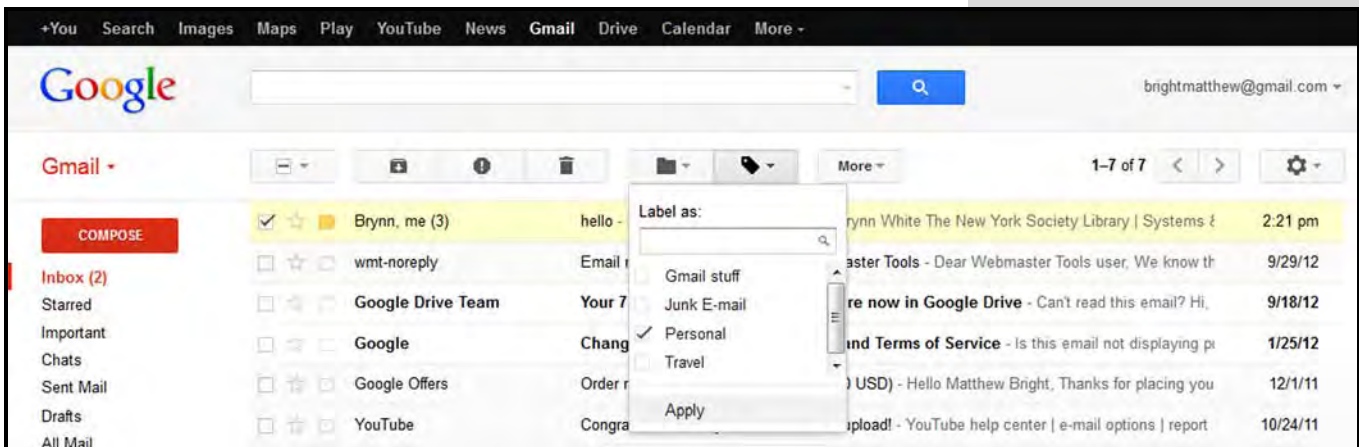 +You Search Images Maps Play YouTube News Gmail Drive Calendar More
Google
brightmatthew@gmail.com
Gmail
More
1–7 of 7
COMPOSE
Inbox (2)
Starred
Important
Chats
Sent Mail
Drafts
All Mail
Label as:
Gmail stuff
Junk E-mail
Personal
Travel
Apply
Brynn, me (3) hello - rynn White The New York Society Library | Systems & 2:21 pm
wmt-noreply Email aster Tools - Dear Webmaster Tools user, We know th 9/29/12
Google Drive Team Your 7 re now in Google Drive - Can't read this email? Hi, 9/18/12
Google Chang and Terms of Service - Is this email not displaying 1/25/12
Google Offers Order USD) - Hello Matthew Bright, Thanks for placing you 12/1/11
YouTube Congra upload! - YouTube help center | e-mail options | report 10/24/11